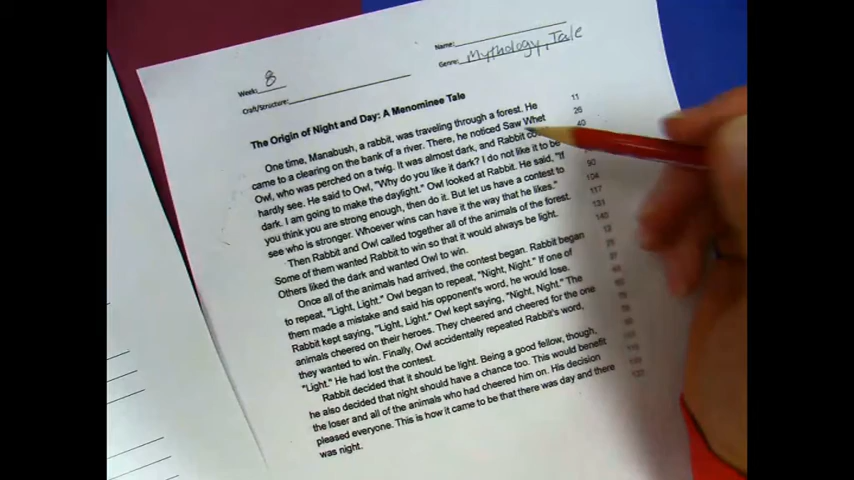 Name:
Genre: Mythology, Tale
Week: 8
Craft/Structure:
The Origin of Night and Day: A Menominee Tale
One time, Manabush, a rabbit, was traveling through a forest. He 11
came to a clearing on the bank of a river. There, he noticed Saw Whet 26
Owl, who was perched on a twig. It was almost dark, and Rabbit 40
hardly see. He said to Owl, "Why do you like it dark? I do not like it to be
dark. I am going to make the daylight." Owl looked at Rabbit. He said, "If 90
you think you are strong enough, then do it. But let us have a contest to 104
see who is stronger. Whoever wins can have it the way that he likes." 117
Then Rabbit and Owl called together all of the animals of the forest. 131
Some of them wanted Rabbit to win so that it would always be light. 145
Others liked the dark and wanted Owl to win.
Once all of the animals had arrived, the contest began. Rabbit began
to repeat, "Light, Light." Owl began to repeat, "Night, Night." If one of
them made a mistake and said his opponent's word, he would lose.
Rabbit kept saying, "Light, Light." Owl kept saying, "Night, Night." The
animals cheered on their heroes. They cheered and cheered for the one
they wanted to win. Finally, Owl accidentally repeated Rabbit's word,
"Light." He had lost the contest.
Rabbit decided that it should be light. Being a good fellow, though,
he also decided that night should have a chance too. This would benefit
the loser and all of the animals who had cheered him on. His decision
pleased everyone. This is how it came to be that there was day and there
was night.